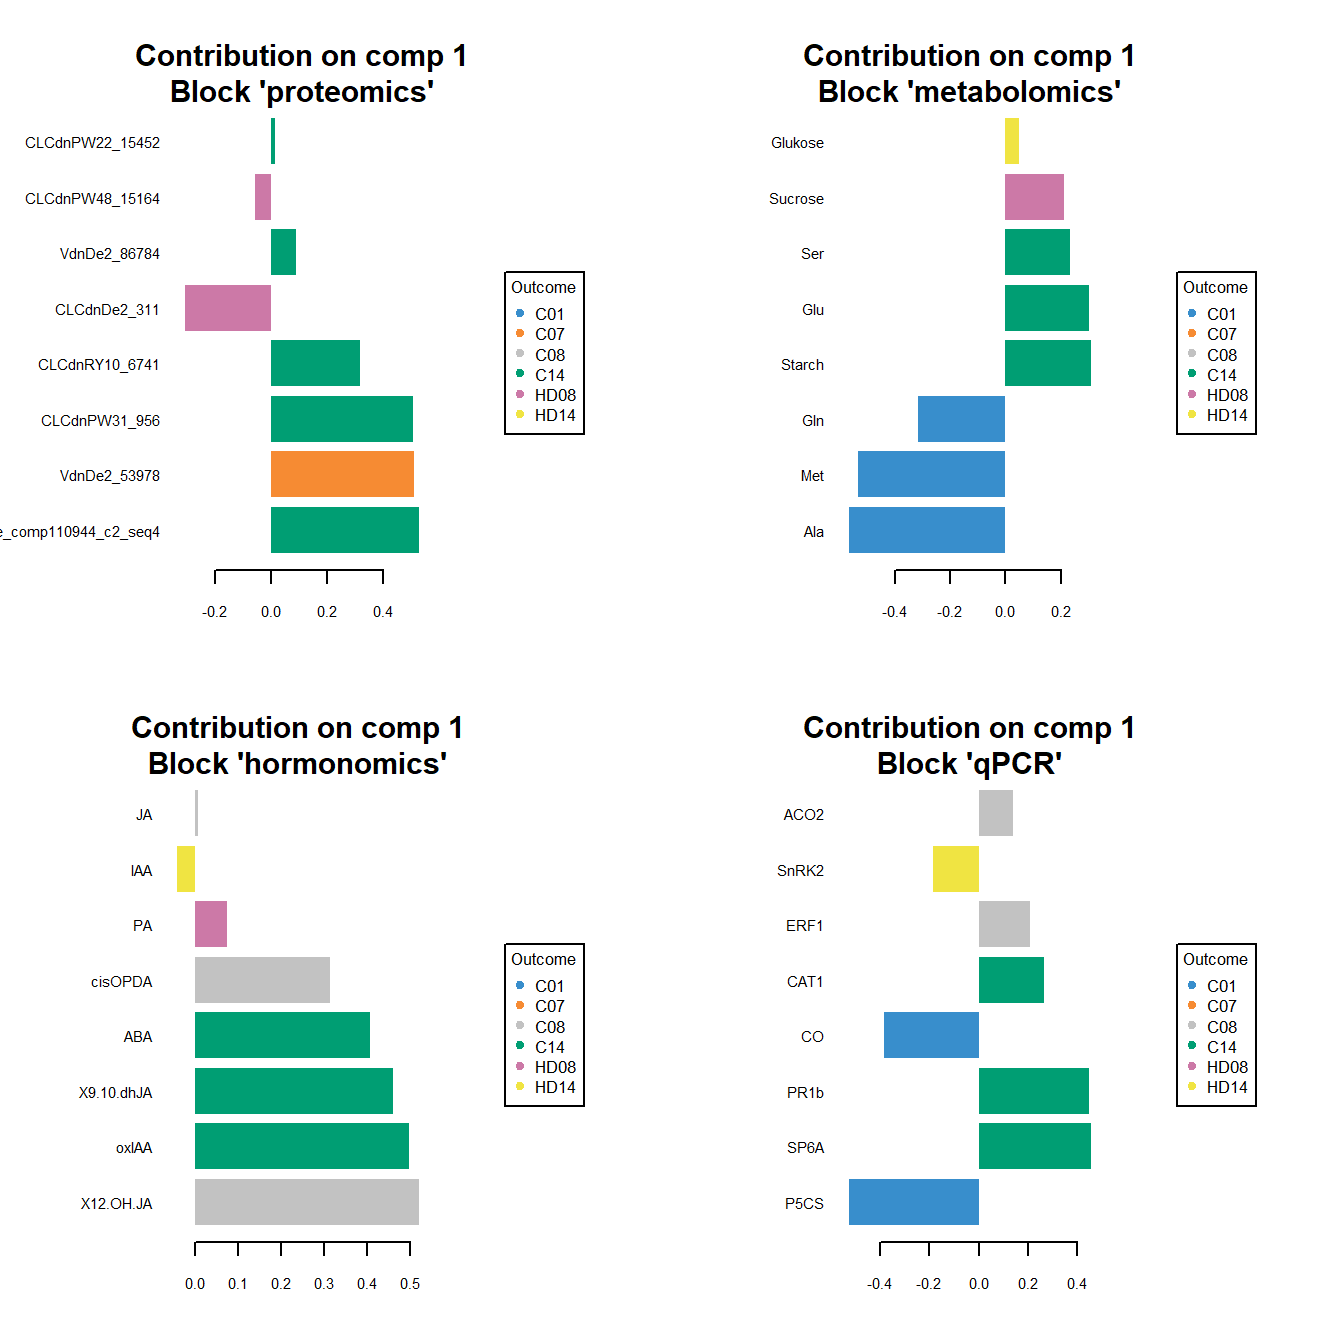 Contribution on comp 1
Block 'proteomics'
CLCdnPW22_15452
CLCdnPW48_15164
VdnDe2_86784
CLCdnDe2_311
CLCdnRY10_6741
CLCdnPW31_956
VdnDe2_53978
e_comp110944_c2_seq4
-0.2 0.0 0.2 0.4
Outcome
C01
C07
C08
C14
HD08
HD14
Contribution on comp 1
Block 'metabolomics'
Glukose
Sucrose
Ser
Glu
Starch
Gln
Met
Ala
-0.4 -0.2 0.0 0.2
Outcome
C01
C07
C08
C14
HD08
HD14
Contribution on comp 1
Block 'hormonomics'
JA
IAA
PA
cisOPDA
ABA
X9.10.dhJA
oxIAA
X12.OH.JA
0.0 0.1 0.2 0.3 0.4 0.5
Outcome
C01
C07
C08
C14
HD08
HD14
Contribution on comp 1
Block 'qPCR'
ACO2
SnRK2
ERF1
CAT1
CO
PR1b
SP6A
P5CS
-0.4 -0.2 0.0 0.2 0.4
Outcome
C01
C07
C08
C14
HD08
HD14